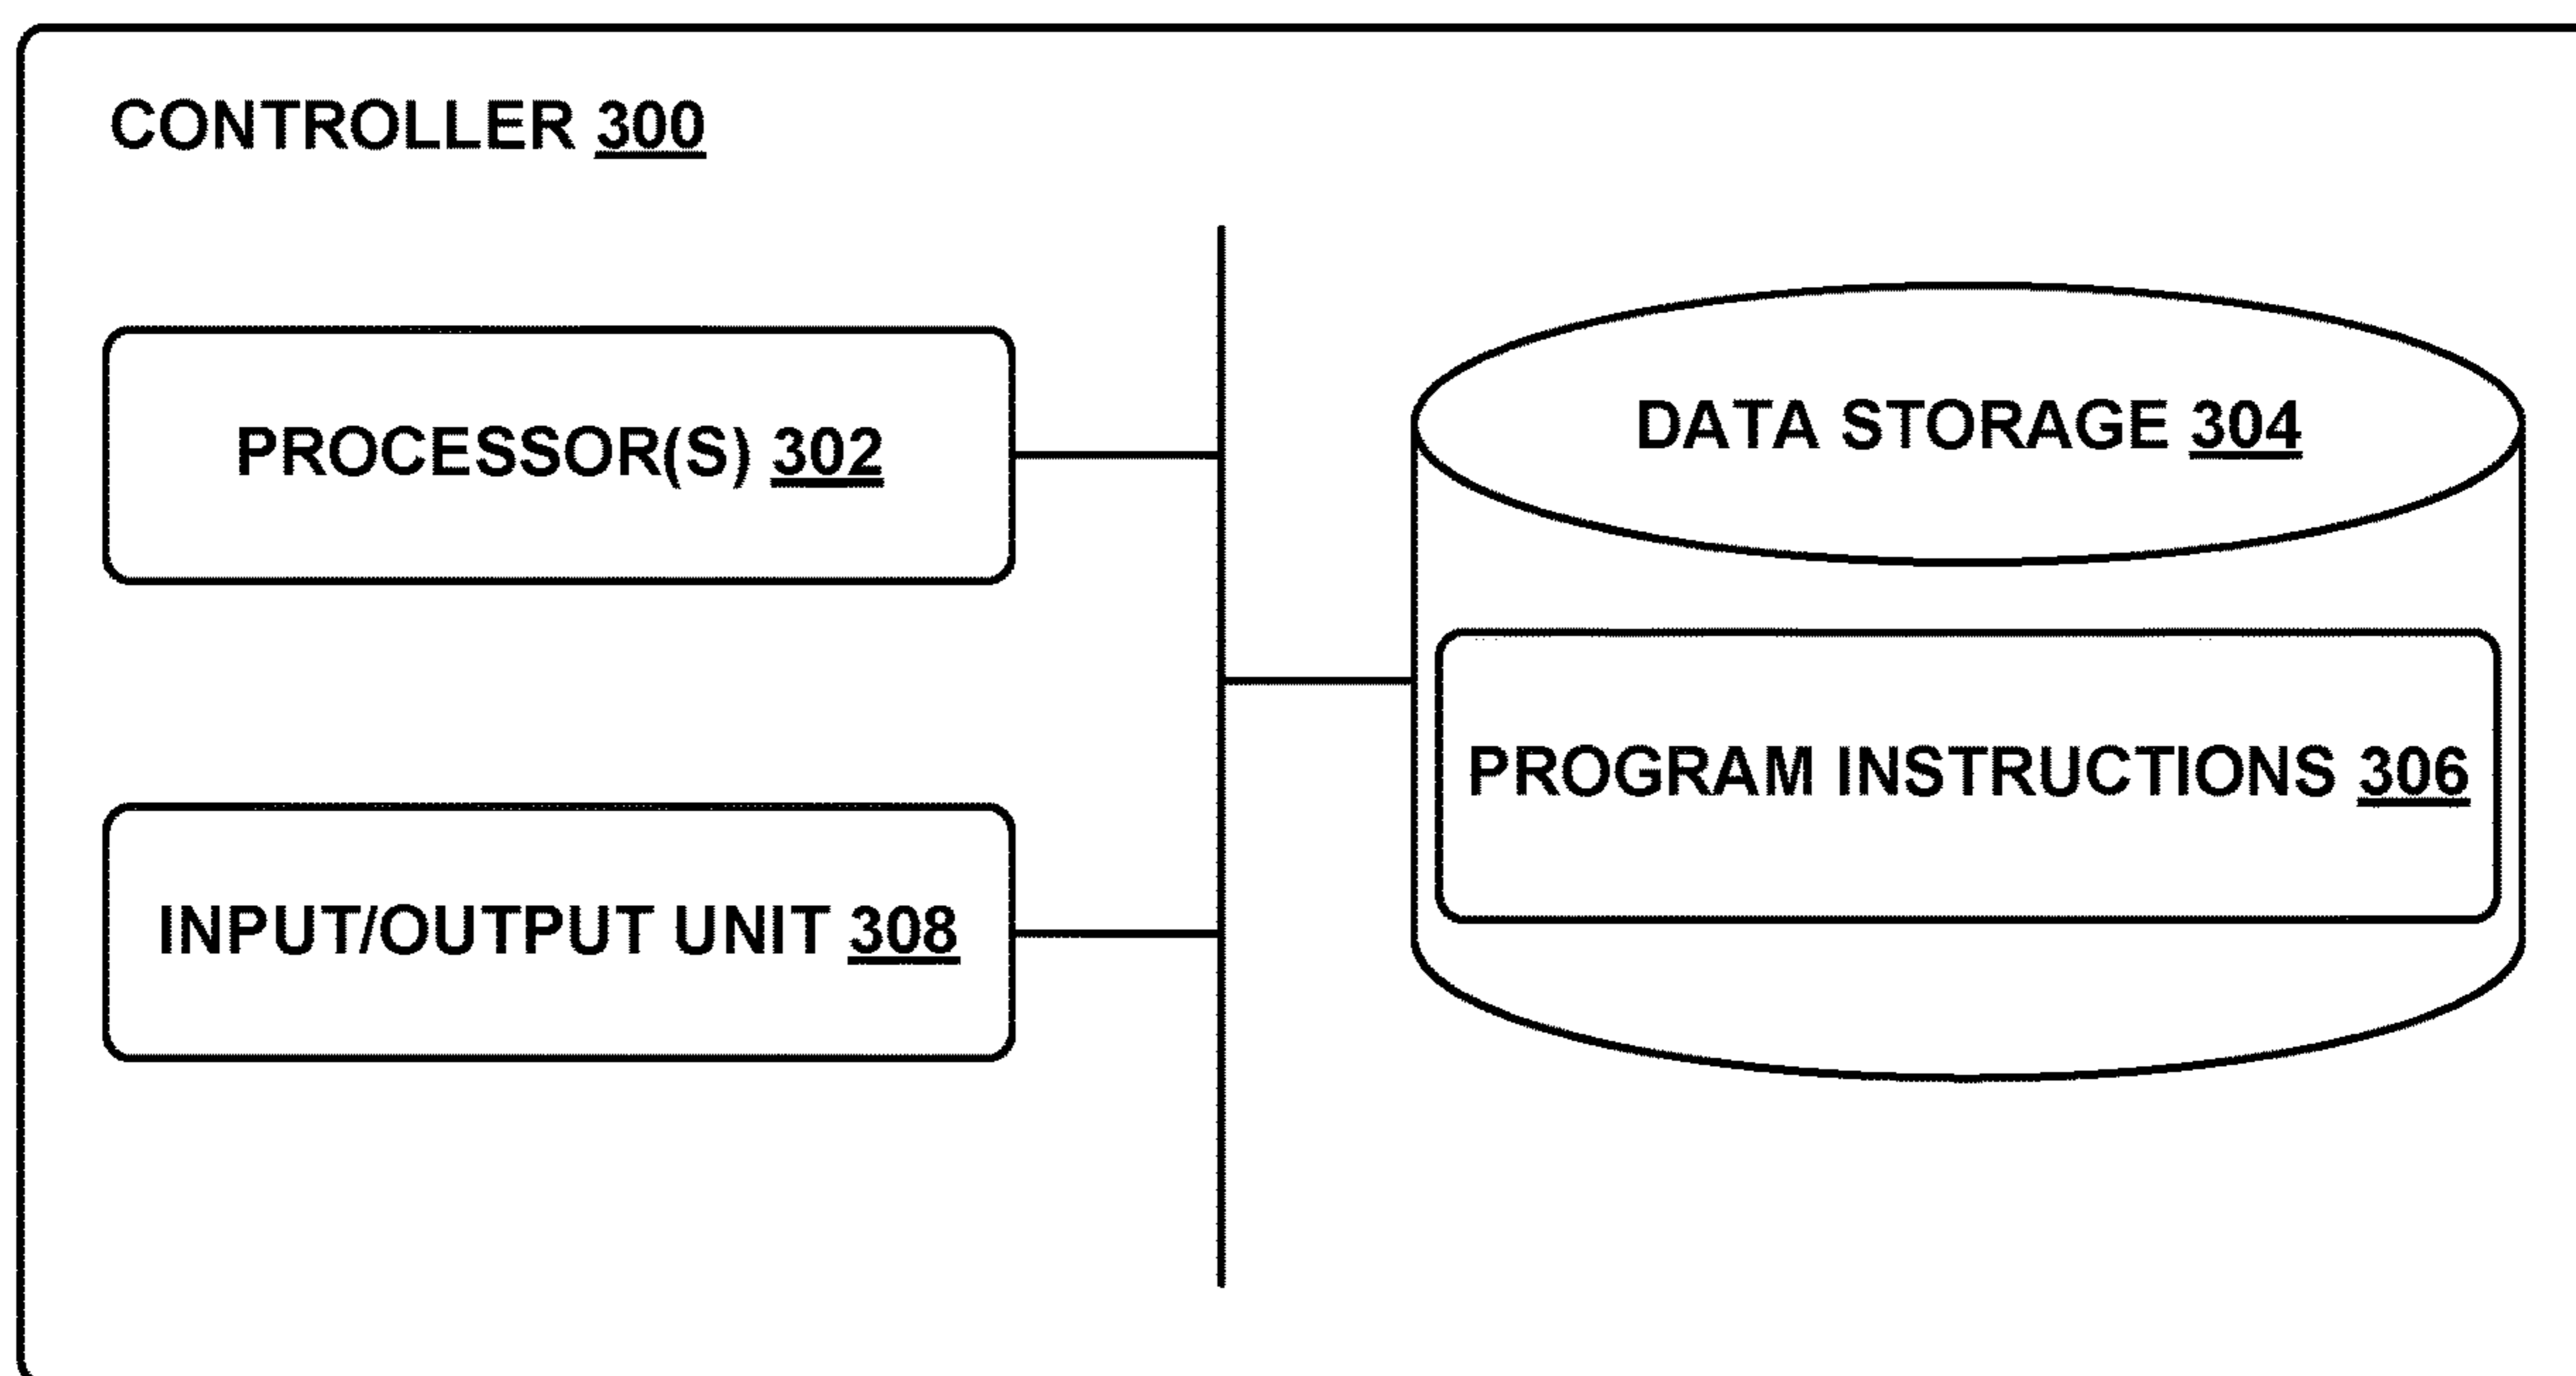 CONTROLLER 300
PROCESSOR(S) 302
DATA STORAGE 304
PROGRAM INSTRUCTIONS 306
INPUT/OUTPUT UNIT 308